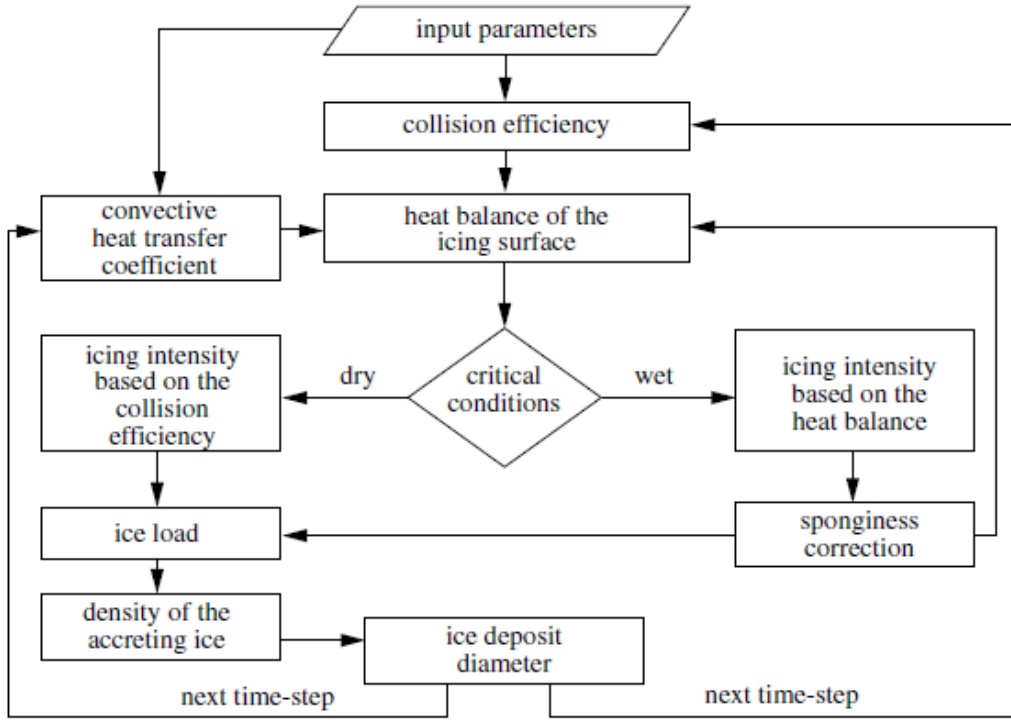 input parameters
collision efficiency
convective
heat transfer
coefficient
heat balance of the
icing surface
icing intensity
based on the
collision
efficiency
dry
critical
conditions
wet
icing intensity
based on the
heat balance
ice load
sponginess
correction
density of the
accreting ice
ice deposit
diameter
next time-step
next time-step